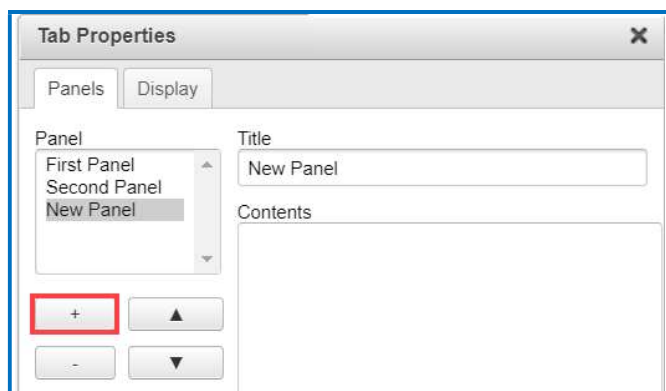 Tab Properties ×
Panels Display
Panel
First Panel
Second Panel
New Panel
Title
New Panel
Contents
+ ▲
- ▼